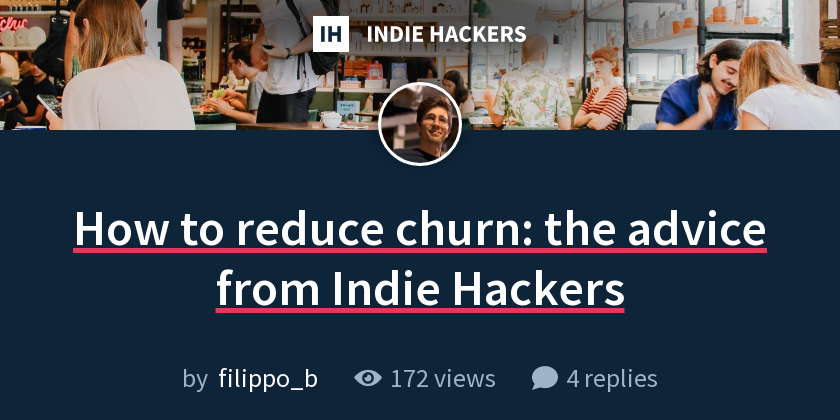 IH INDIE HACKERS
How to reduce churn: the advice
from Indie Hackers
by filippo_b 172 views 4 replies